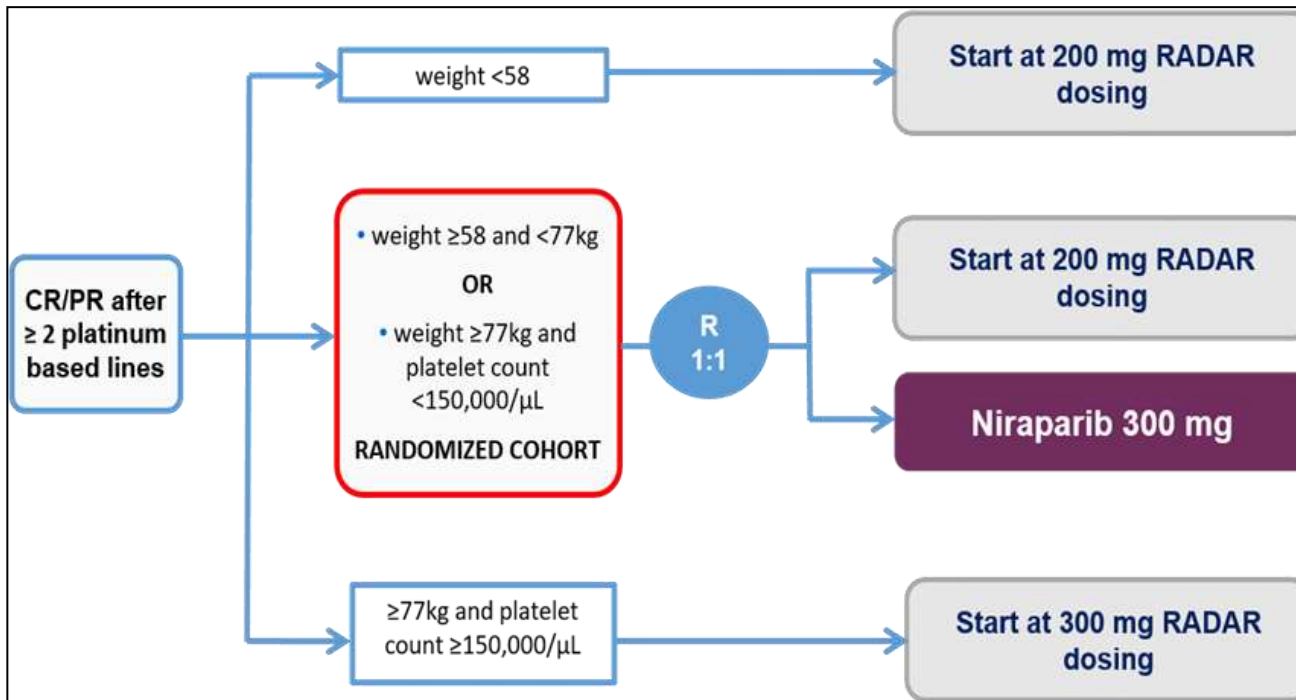 weight <58
Start at 200 mg RADAR
dosing
CR/PR after
≥ 2 platinum
based lines
• weight ≥58 and <77kg
OR
• weight ≥77kg and
platelet count
<150,000/µL
RANDOMIZED COHORT
R
1:1
Start at 200 mg RADAR
dosing
Niraparib 300 mg
≥77kg and platelet
count ≥150,000/µL
Start at 300 mg RADAR
dosing